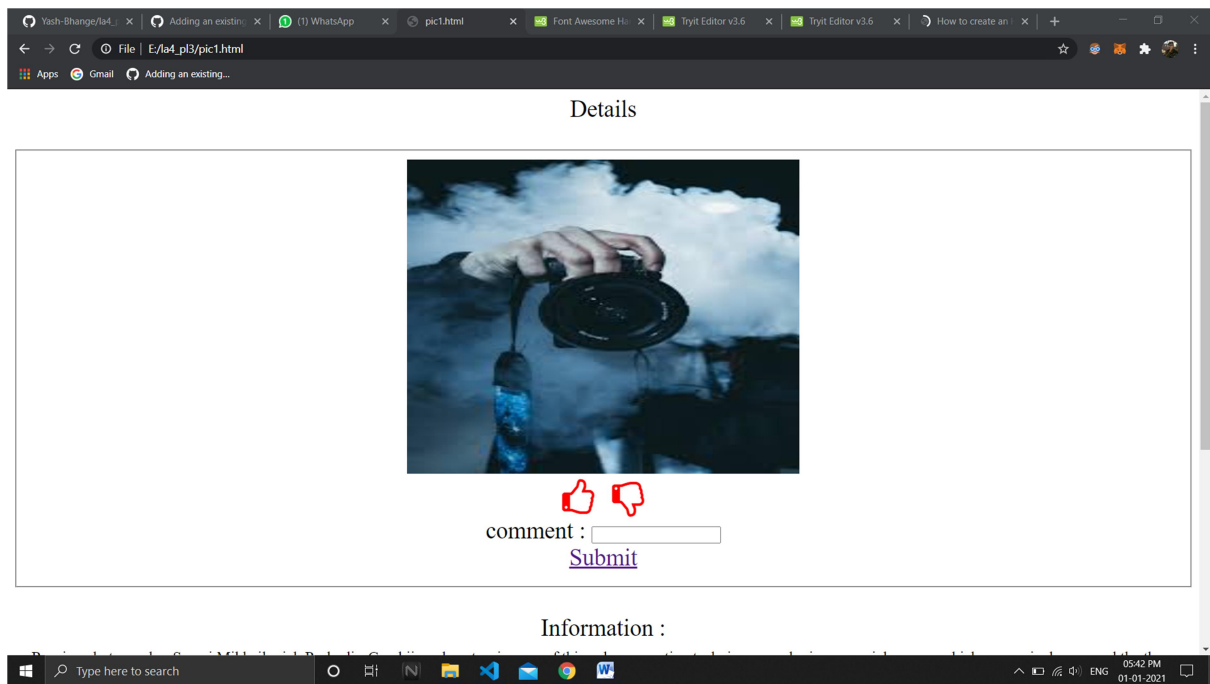 Yash-Bhange/la4_
Adding an existing
(1) WhatsApp
pic1.html
Font Awesome Ha
Tryit Editor v3.6
Tryit Editor v3.6
How to create an
File | E:/la4_pl3/pic1.html
Apps
Gmail
Adding an existing...
Details
comment :
Submit
Information :
Type here to search
ENG
05:42 PM
01-01-2021